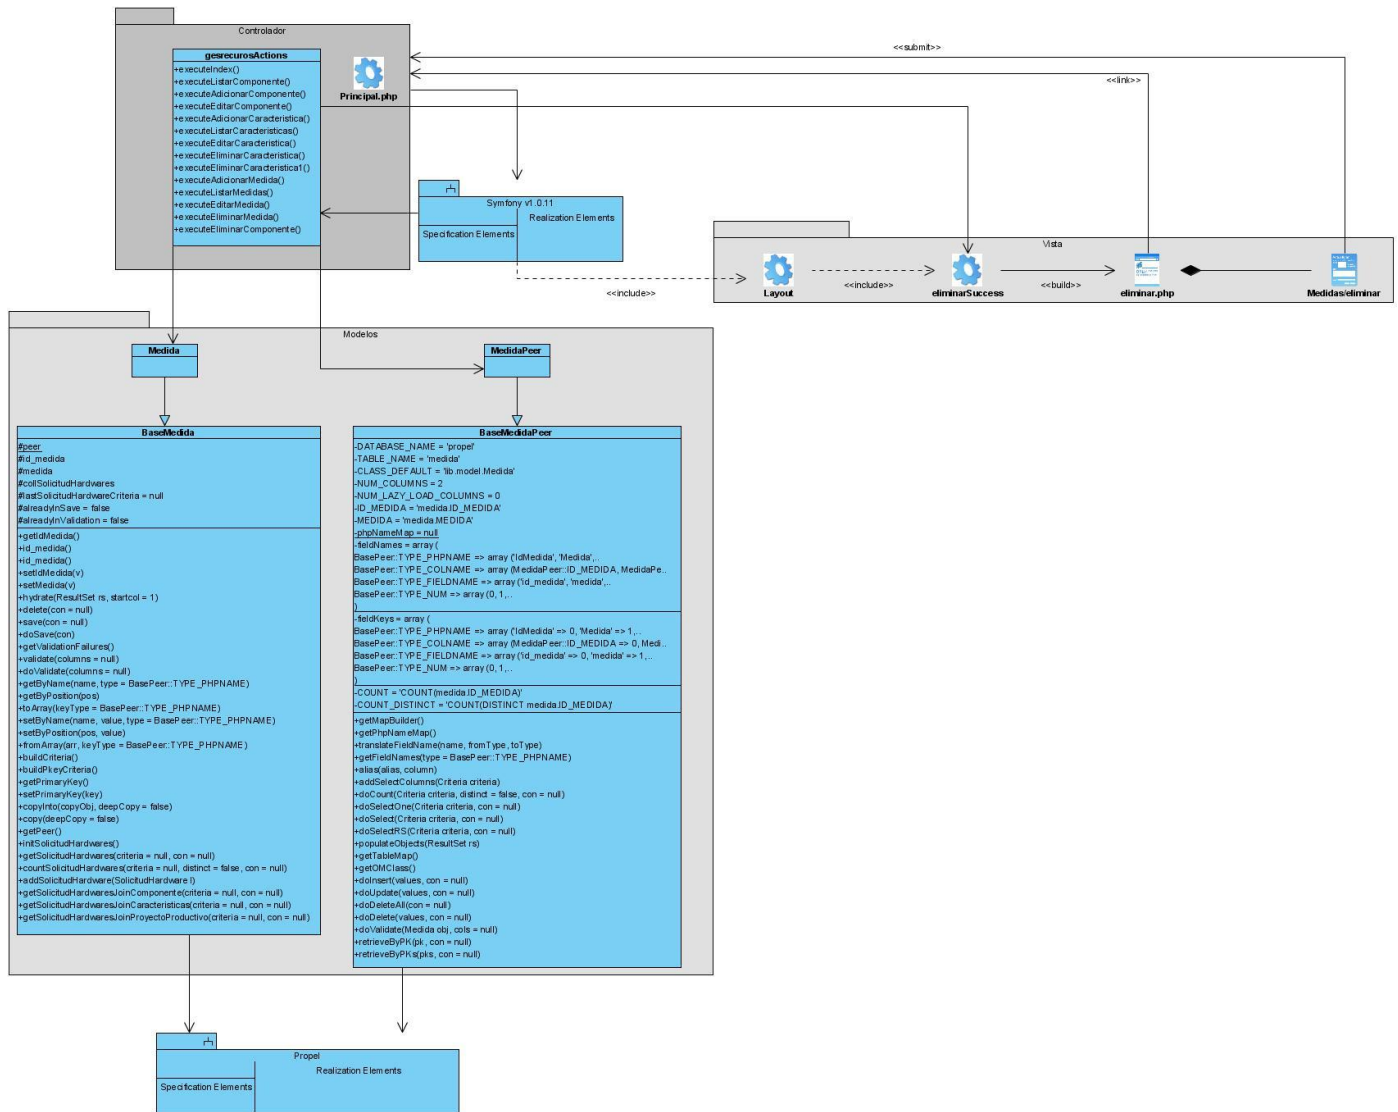 Controlador
gesrecurosActions
+executeIndex()
+executeListarComponente()
+executeAdicionarComponente()
+executeEditarComponente()
+executeAdicionarCaracteristica()
+executeListarCaracteristicas()
+executeEditarCaracteristica()
+executeEliminarCaracteristica()
+executeEliminarCaracteristica1()
+executeAdicionarMedida()
+executeListarMedidas()
+executeEditarMedida()
+executeEliminarMedida()
+executeEliminarComponente()
Principal.php
<<submit>>
<<link>>
Symfony v1.0.11
Realization Elements
Specification Elements
<<include>>
Vista
Layout
<<include>>
eliminarSuccess
<<build>>
eliminar.php
Medidas/eliminar
Modelos
Medida
MedidaPeer
BaseMedida
#peer
#id_medida
#medida
#collSolicitudHardwares
#lastSolicitudHardwareCriteria = null
#alreadyInSave = false
#alreadyInValidation = false
+getIdMedida()
+id_medida()
+id_medida()
+setIdMedida(v)
+setMedida(v)
+hydrate(ResultSet rs, startcol = 1)
+delete(con = null)
+save(con = null)
+doSave(con)
+getValidationFailures()
+validate(columns = null)
+doValidate(columns = null)
+getByName(name, type = BasePeer::TYPE_PHPNAME)
+getByPosition(pos)
+toArray(keyType = BasePeer::TYPE_PHPNAME)
+setByName(name, value, type = BasePeer::TYPE_PHPNAME)
+setByPosition(pos, value)
+fromArray(arr, keyType = BasePeer::TYPE_PHPNAME)
+buildCriteria()
+buildPkeyCriteria()
+getPrimaryKey()
+setPrimaryKey(key)
+copyInto(copyObj, deepCopy = false)
+copy(deepCopy = false)
+getPeer()
+initSolicitudHardwares()
+getSolicitudHardwares(criteria = null, con = null)
+countSolicitudHardwares(criteria = null, distinct = false, con = null)
+addSolicitudHardware(SolicitudHardware l)
+getSolicitudHardwaresJoinComponente(criteria = null, con = null)
+getSolicitudHardwaresJoinCaracteristicas(criteria = null, con = null)
+getSolicitudHardwaresJoinProyectoProductivo(criteria = null, con = null)
BaseMedidaPeer
-DATABASE_NAME = 'propel'
-TABLE_NAME = 'medida'
-CLASS_DEFAULT = 'lib.model.Medida'
-NUM_COLUMNS = 2
-NUM_LAZY_LOAD_COLUMNS = 0
-ID_MEDIDA = 'medida.ID_MEDIDA'
-MEDIDA = 'medida.MEDIDA'
-phpNameMap = null
-fieldNames = array (
BasePeer::TYPE_PHPNAME => array ('IdMedida', 'Medida',..
BasePeer::TYPE_COLNAME => array (MedidaPeer::ID_MEDIDA, MedidaPe..
BasePeer::TYPE_FIELDNAME => array ('id_medida', 'medida',..
BasePeer::TYPE_NUM => array (0, 1,..
)
-fieldKeys = array (
BasePeer::TYPE_PHPNAME => array ('IdMedida' => 0, 'Medida' => 1,..
BasePeer::TYPE_COLNAME => array (MedidaPeer::ID_MEDIDA => 0, Medi..
BasePeer::TYPE_FIELDNAME => array ('id_medida' => 0, 'medida' => 1,..
BasePeer::TYPE_NUM => array (0, 1,..
)
-COUNT = 'COUNT(medida.ID_MEDIDA)'
-COUNT_DISTINCT = 'COUNT(DISTINCT medida.ID_MEDIDA)'
+getMapBuilder()
+getPhpNameMap()
+translateFieldName(name, fromType, toType)
+getFieldNames(type = BasePeer::TYPE_PHPNAME)
+alias(alias, column)
+addSelectColumns(Criteria criteria)
+doCount(Criteria criteria, distinct = false, con = null)
+doSelectOne(Criteria criteria, con = null)
+doSelect(Criteria criteria, con = null)
+doSelectRS(Criteria criteria, con = null)
+populateObjects(ResultSet rs)
+getTableMap()
+getOMClass()
+doInsert(values, con = null)
+doUpdate(values, con = null)
+doDeleteAll(con = null)
+doDelete(values, con = null)
+doValidate(Medida obj, cols = null)
+retrieveByPK(pk, con = null)
+retrieveByPKs(pks, con = null)
Propel
Realization Elements
Specification Elements